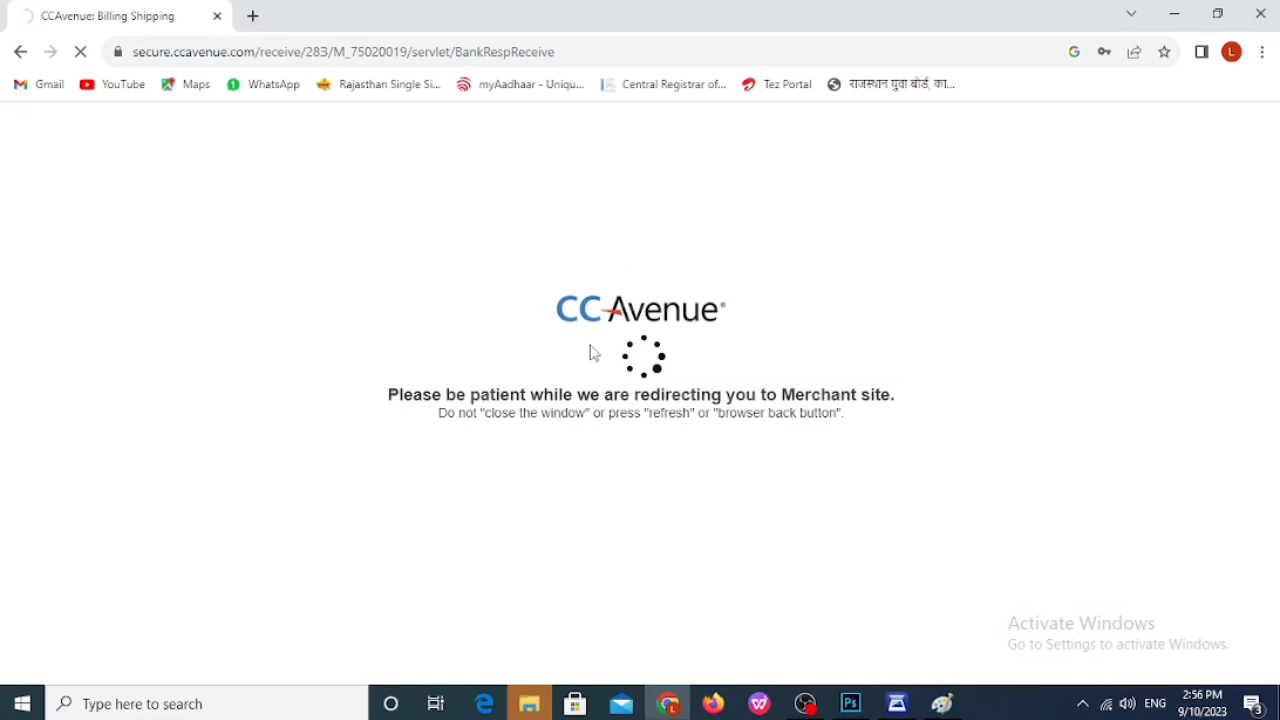 CCAvenue: Billing Shipping
secure.ccavenue.com/receive/283/M_75020019/servlet/BankRespReceive
L
Gmail YouTube Maps WhatsApp Rajasthan Single Si... myAadhaar - Uniqu... Central Registrar of... Tez Portal राजस्थान युवा बोर्ड, का...
CCAvenue®
Please be patient while we are redirecting you to Merchant site.
Do not "close the window" or press "refresh" or "browser back button".
Activate Windows
Go to Settings to activate Windows.
Type here to search
Ps
ENG
2:56 PM
9/10/2023
3